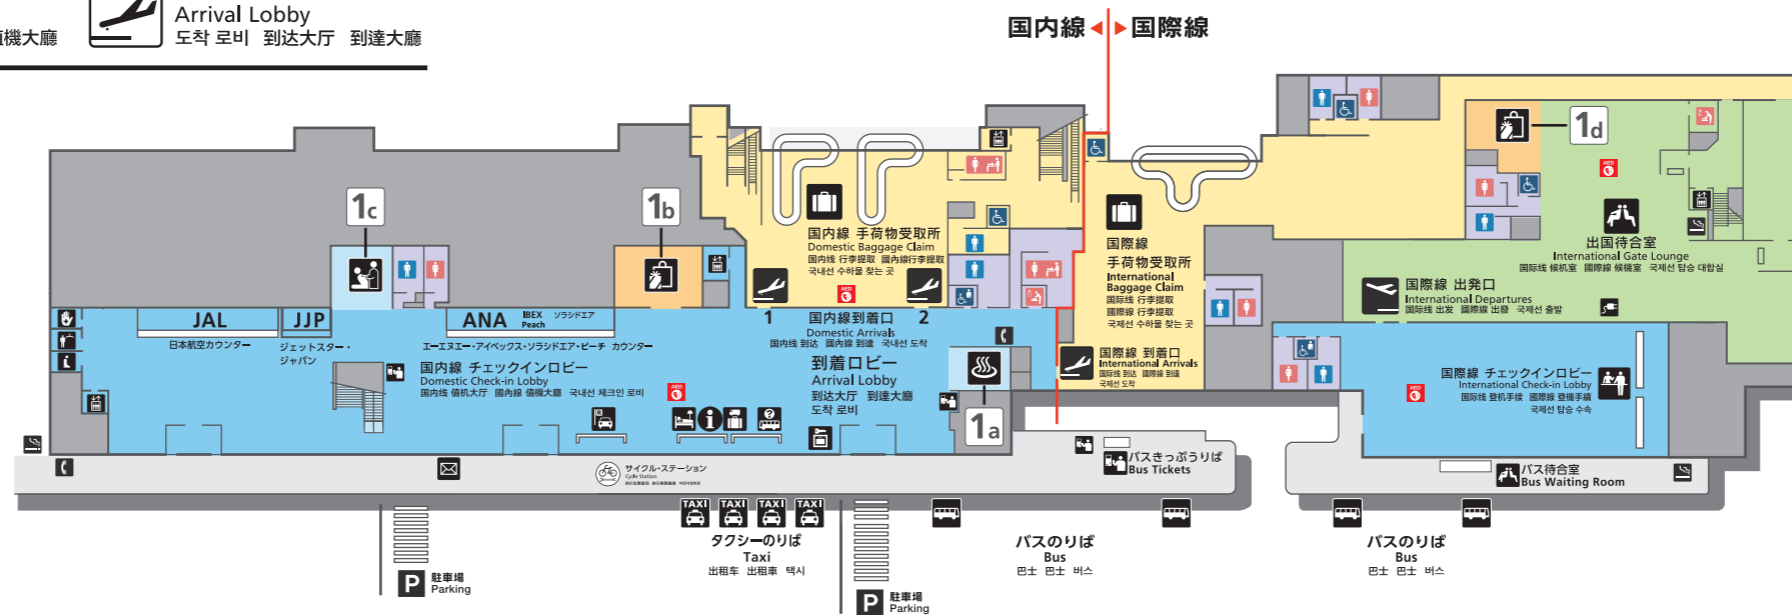 Arrival Lobby
值機大廳
도착 로비 到达大厅 到達大廳
国内線 国際線
1c
1b
1d
JAL
日本航空カウンター
JJP
ジェットスター・
ジャパン
ANA IBEX ソラシドエア
Peach
エーエヌエー・アイベックス・ソラシドエア・ピーチ カウンター
国内線 チェックインロビー
Domestic Check-in Lobby
国内线 值机大厅 國內線 值機大廳 국내선 체크인 로비
国内線 手荷物受取所
Domestic Baggage Claim
国内线 行李提取 國內線行李提取
국내선 수하물 찾는 곳
AED
1
2
国内線到着口
Domestic Arrivals
国内线 到达 國內線 到達 국내선 도착
到着ロビー
Arrival Lobby
到达大厅 到達大廳
도착 로비
AED
1a
国際線
手荷物受取所
International
Baggage Claim
国际线 行李提取
國際線 行李提取
국제선 수하물 찾는 곳
国際線 到着口
International Arrivals
国际线 到达 國際線 到達
국제선 도착
AED
出国待合室
International Gate Lounge
国际线 候机室 國際線 候機室 국제선 탑승 대합실
国際線 出発口
International Departures
国际线 出发 國際線 出發 국제선 출발
国際線 チェックインロビー
International Check-in Lobby
国际线 登机手续 國際線 登機手續
국제선 탑승 수속
AED
サイクル・ステーション
Cycle Station
バスきっぷうりば
Bus Tickets
バス待合室
Bus Waiting Room
TAXI TAXI TAXI TAXI
タクシーのりば
Taxi
出租车 出租車 택시
バスのりば
Bus
巴士 巴士 버스
バスのりば
Bus
巴士 巴士 버스
P 駐車場
Parking
P 駐車場
Parking